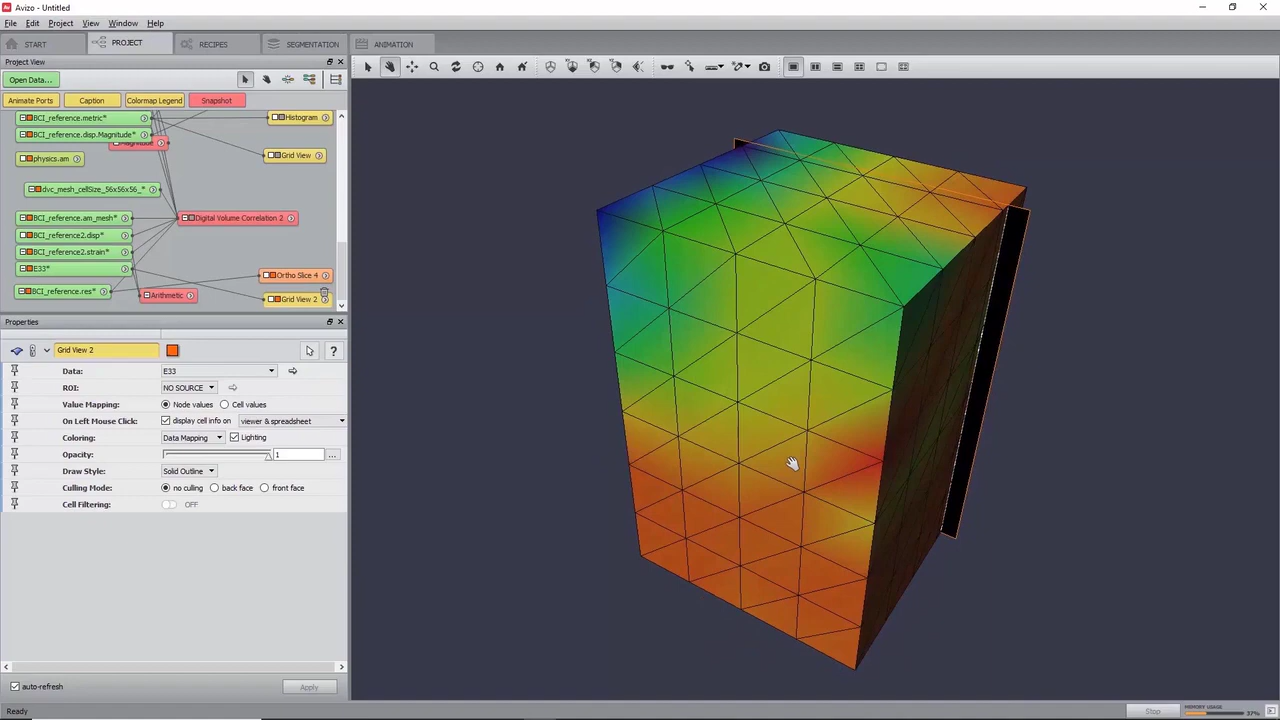 Avizo - Untitled
File Edit Project View Window Help
START PROJECT RECIPES SEGMENTATION ANIMATION
Project View
Open Data...
Animate Ports Caption Colormap Legend Snapshot
BCI_reference.metric* Histogram
BCI_reference.disp.Magnitude*
Magnitude
physics.am Grid View
dvc_mesh_cellSize_56x56x56_*
BCI_reference.am_mesh* Digital Volume Correlation 2
BCI_reference2.disp*
BCI_reference2.strain*
E33* Ortho Slice 4
BCI_reference.res* Arithmetic Grid View 2
Properties
Grid View 2 ?
Data: E33
ROI: NO SOURCE
Value Mapping: Node values Cell values
On Left Mouse Click: display cell info on viewer & spreadsheet
Coloring: Data Mapping Lighting
Opacity: 1 ...
Draw Style: Solid Outline
Culling Mode: no culling back face front face
Cell Filtering: OFF
auto-refresh Apply
Ready Stop MEMORY USAGE 37%